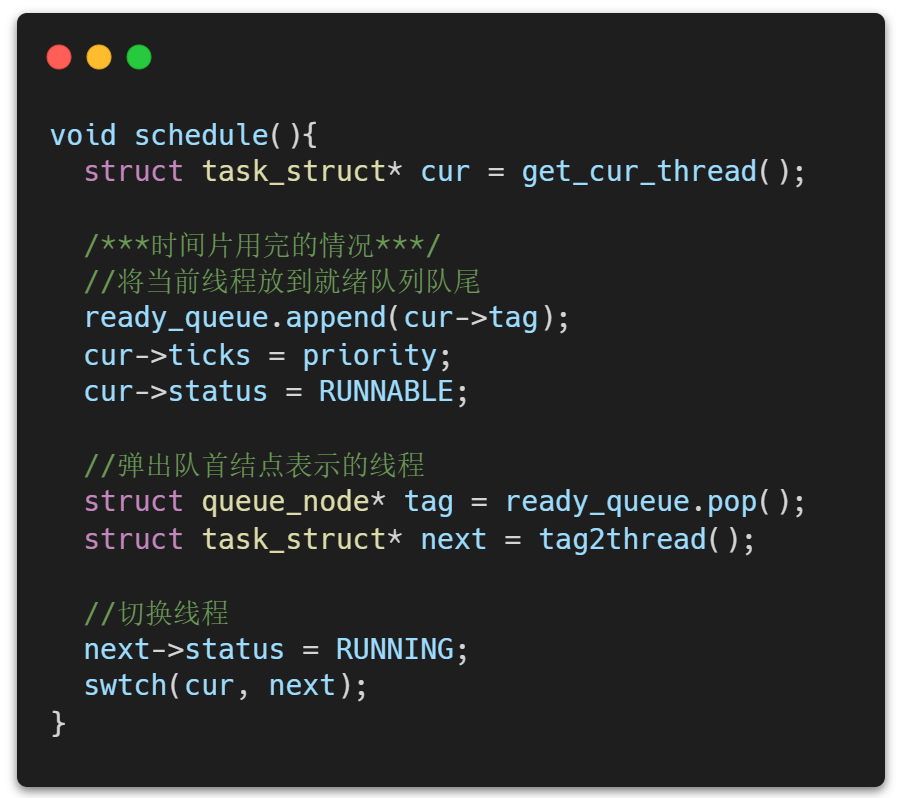 void schedule(){
struct task_struct* cur = get_cur_thread();
/***时间片用完的情况***/
//将当前线程放到就绪队列队尾
ready_queue.append(cur->tag);
cur->ticks = priority;
cur->status = RUNNABLE;
//弹出队首结点表示的线程
struct queue_node* tag = ready_queue.pop();
struct task_struct* next = tag2thread();
//切换线程
next->status = RUNNING;
swtch(cur, next);
}